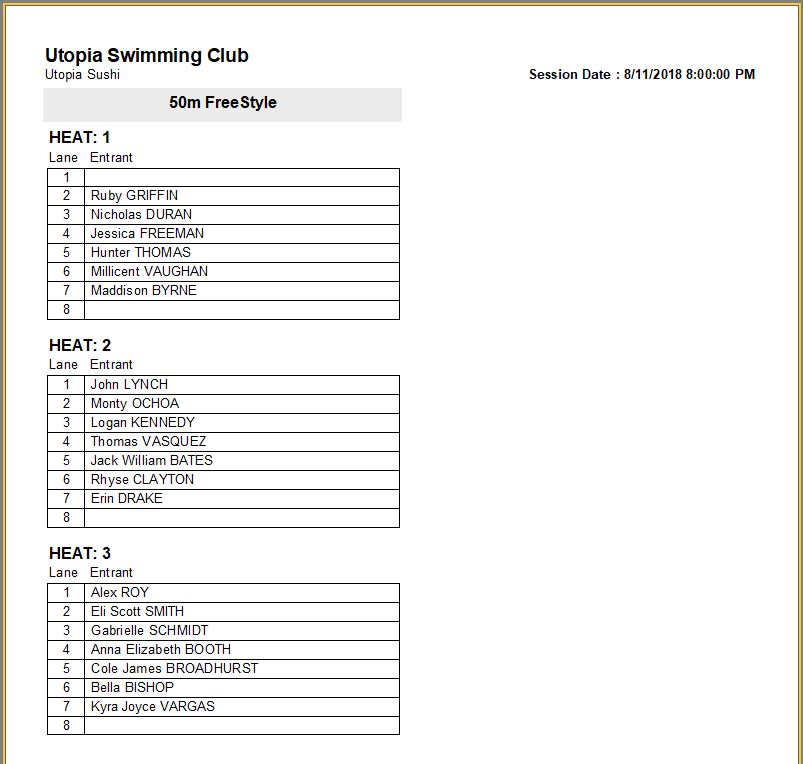 Utopia Swimming Club
Utopia Sushi
Session Date : 8/11/2018 8:00:00 PM
50m FreeStyle
HEAT: 1
Lane Entrant
1
2 Ruby GRIFFIN
3 Nicholas DURAN
4 Jessica FREEMAN
5 Hunter THOMAS
6 Millicent VAUGHAN
7 Maddison BYRNE
8
HEAT: 2
Lane Entrant
1 John LYNCH
2 Monty OCHOA
3 Logan KENNEDY
4 Thomas VASQUEZ
5 Jack William BATES
6 Rhyse CLAYTON
7 Erin DRAKE
8
HEAT: 3
Lane Entrant
1 Alex ROY
2 Eli Scott SMITH
3 Gabrielle SCHMIDT
4 Anna Elizabeth BOOTH
5 Cole James BROADHURST
6 Bella BISHOP
7 Kyra Joyce VARGAS
8